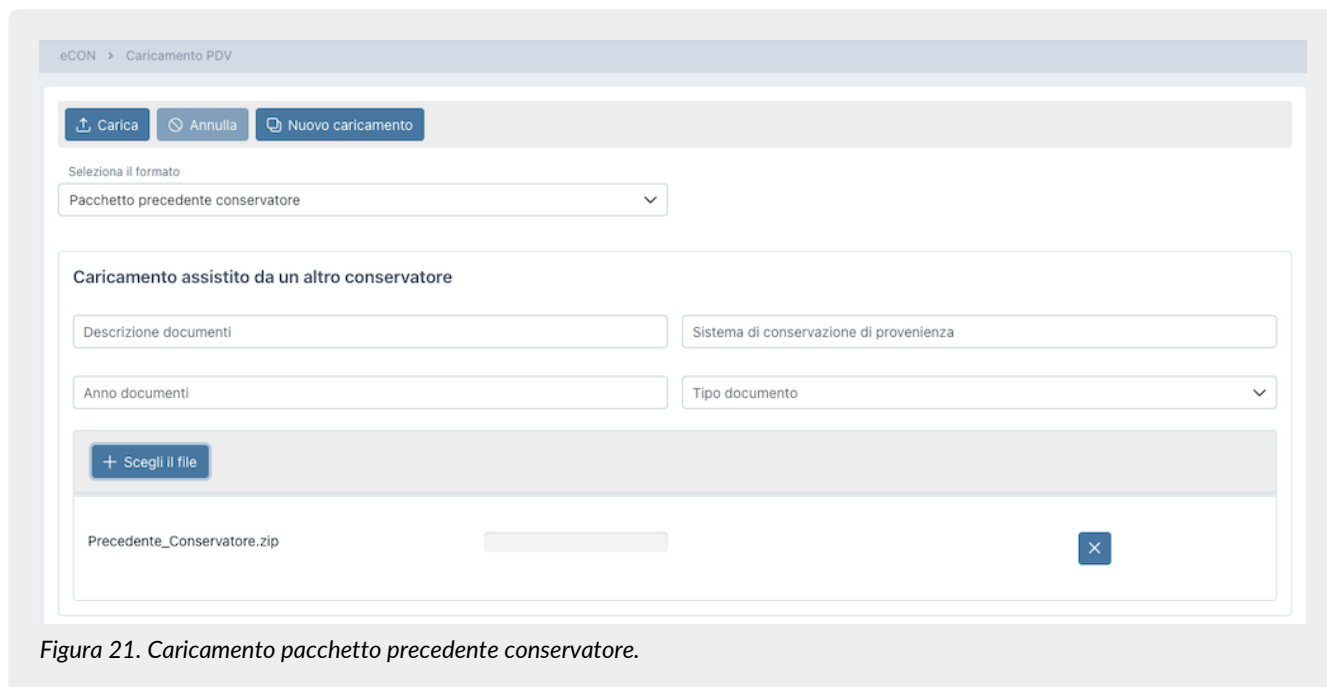 eCON > Caricamento PDV
Carica Annulla Nuovo caricamento
Seleziona il formato
Pacchetto precedente conservatore
Caricamento assistito da un altro conservatore
Descrizione documenti Sistema di conservazione di provenienza
Anno documenti Tipo documento
+ Scegli il file
Precedente_Conservatore.zip
Figura 21. Caricamento pacchetto precedente conservatore.